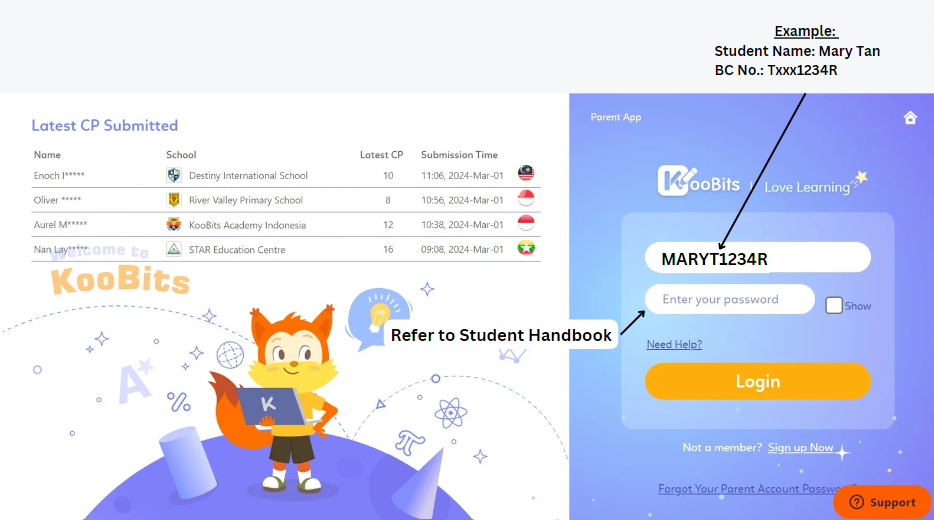 Example:
Student Name: Mary Tan
BC No.: Txxx1234R
Latest CP Submitted
Name School Latest CP Submission Time
Enoch I***** Destiny International School 10 11:06, 2024-Mar-01
Oliver ***** River Valley Primary School 8 10:56, 2024-Mar-01
Aurel M***** KooBits Academy Indonesia 12 10:38, 2024-Mar-01
Nan Lay***** STAR Education Centre 16 09:08, 2024-Mar-01
Welcome to
KooBits
A
K
Refer to Student Handbook
Parent App
KooBits Love Learning
MARYT1234R
Enter your password
Show
Need Help?
Login
Not a member? Sign up Now
Forgot Your Parent Account Password?
Support